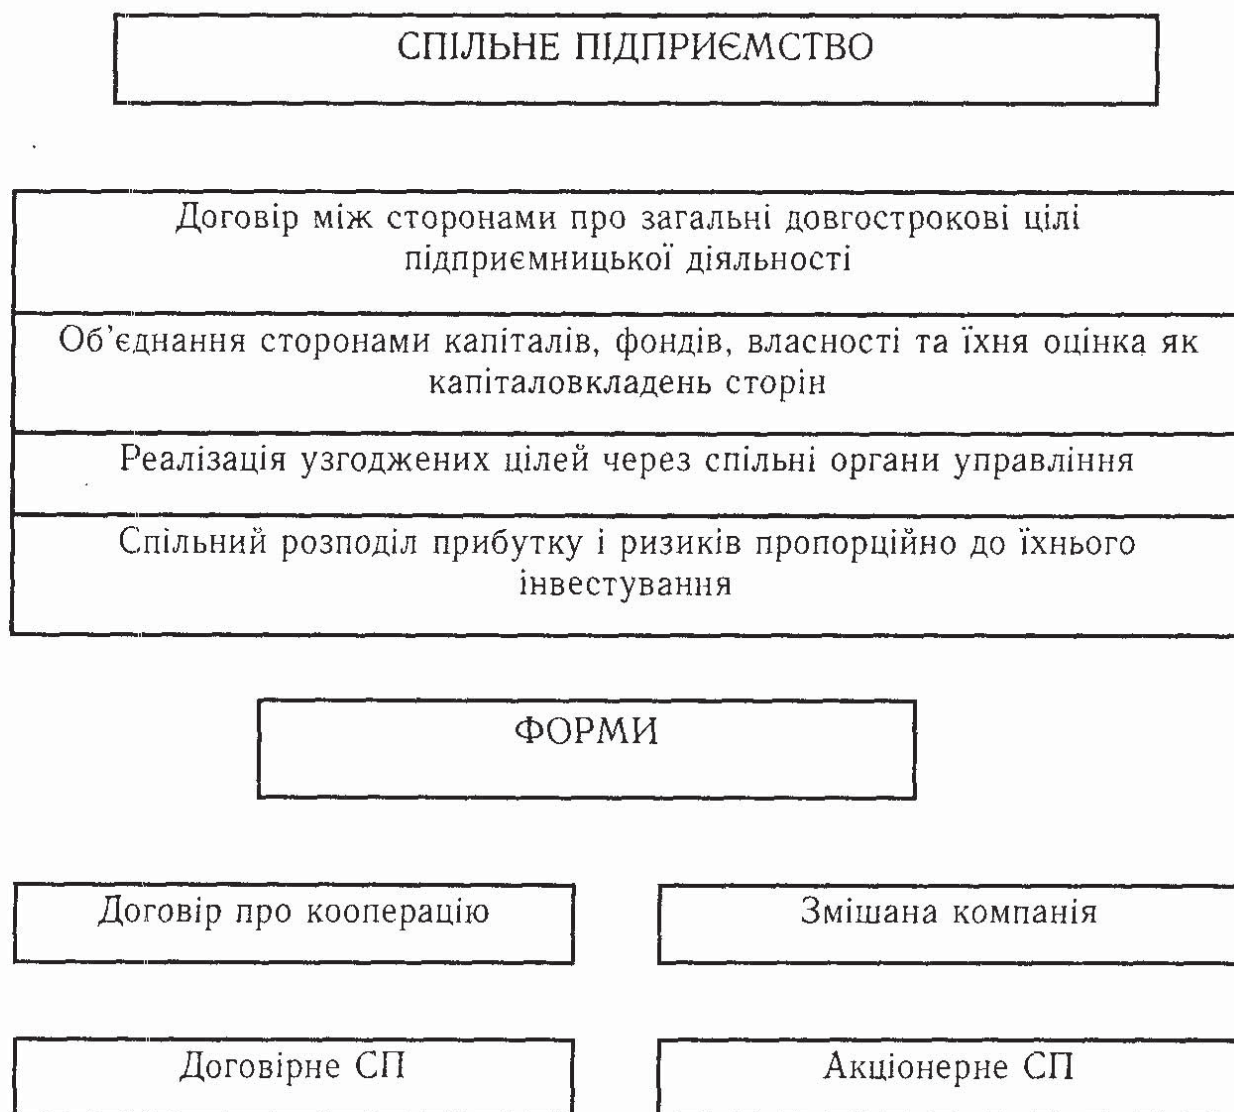 СПІЛЬНЕ ПІДПРИЄМСТВО
Договір між сторонами про загальні довгострокові цілі
підприємницької діяльності
Об’єднання сторонами капіталів, фондів, власності та їхня оцінка як
капіталовкладень сторін
Реалізація узгоджених цілей через спільні органи управління
Спільний розподіл прибутку і ризиків пропорційно до їхнього
інвестування
ФОРМИ
Договір про кооперацію
Змішана компанія
Договірне СП
Акціонерне СП